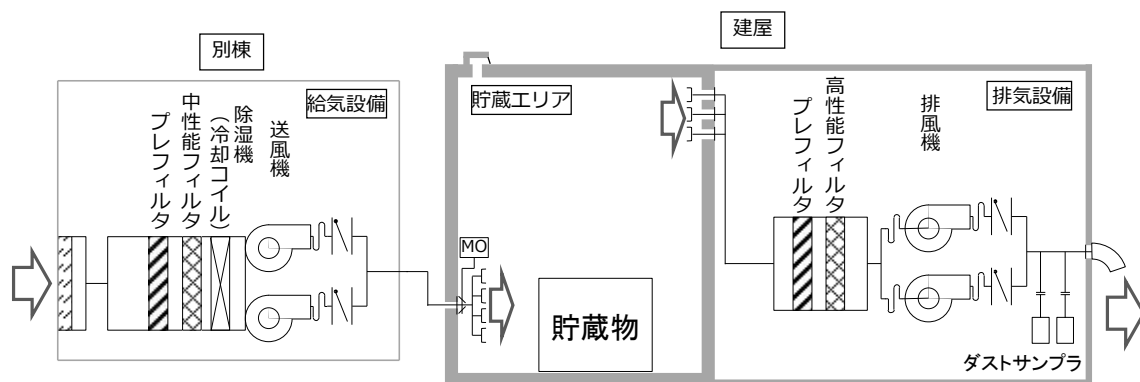 別棟
建屋
給気設備
貯蔵エリア
排気設備
プレフィルタ
中性能フィルタ
除湿機
（冷却コイル）
送風機
プレフィルタ
高性能フィルタ
排風機
MO
貯蔵物
ダストサンプラ